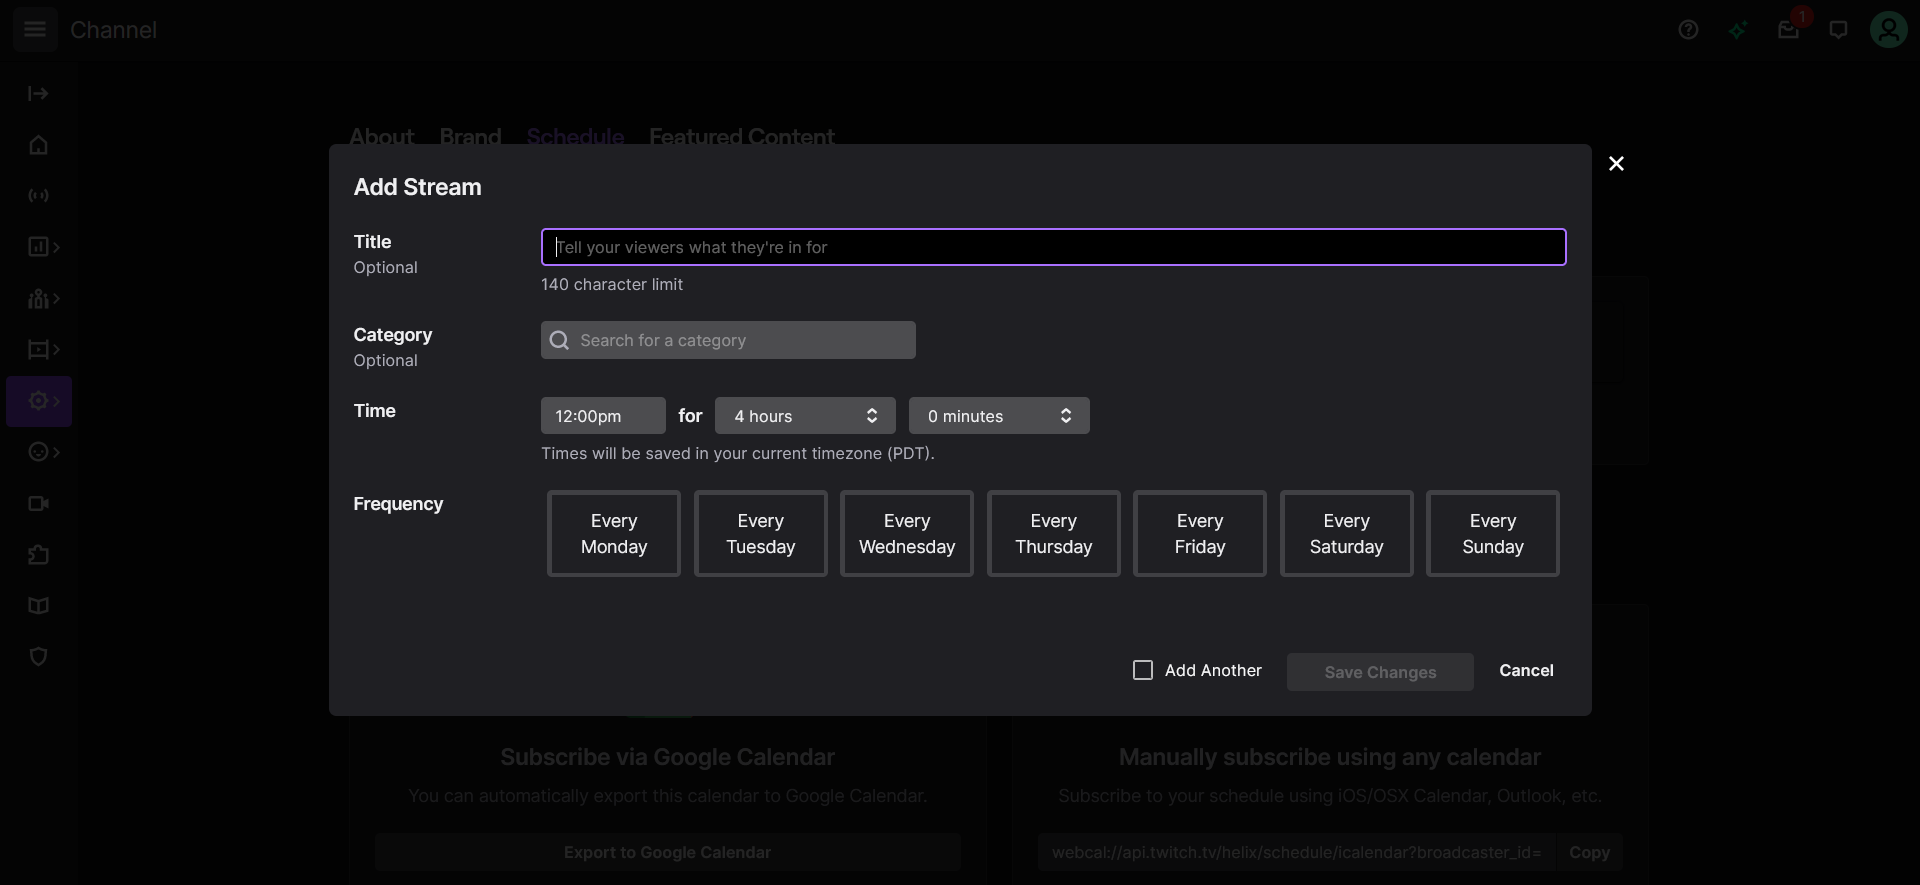 Channel
1
About Brand Schedule Featured Content
Add Stream
Title
Optional
Tell your viewers what they're in for
140 character limit
Category
Optional
Search for a category
Time
12:00pm for 4 hours 0 minutes
Times will be saved in your current timezone (PDT).
Frequency
Every Monday
Every Tuesday
Every Wednesday
Every Thursday
Every Friday
Every Saturday
Every Sunday
Add Another
Save Changes
Cancel
Subscribe via Google Calendar
You can automatically export this calendar to Google Calendar.
Export to Google Calendar
Manually subscribe using any calendar
Subscribe to your schedule using iOS/OSX Calendar, Outlook, etc.
webcal://api.twitch.tv/helix/schedule/icalendar?broadcaster_id=
Copy